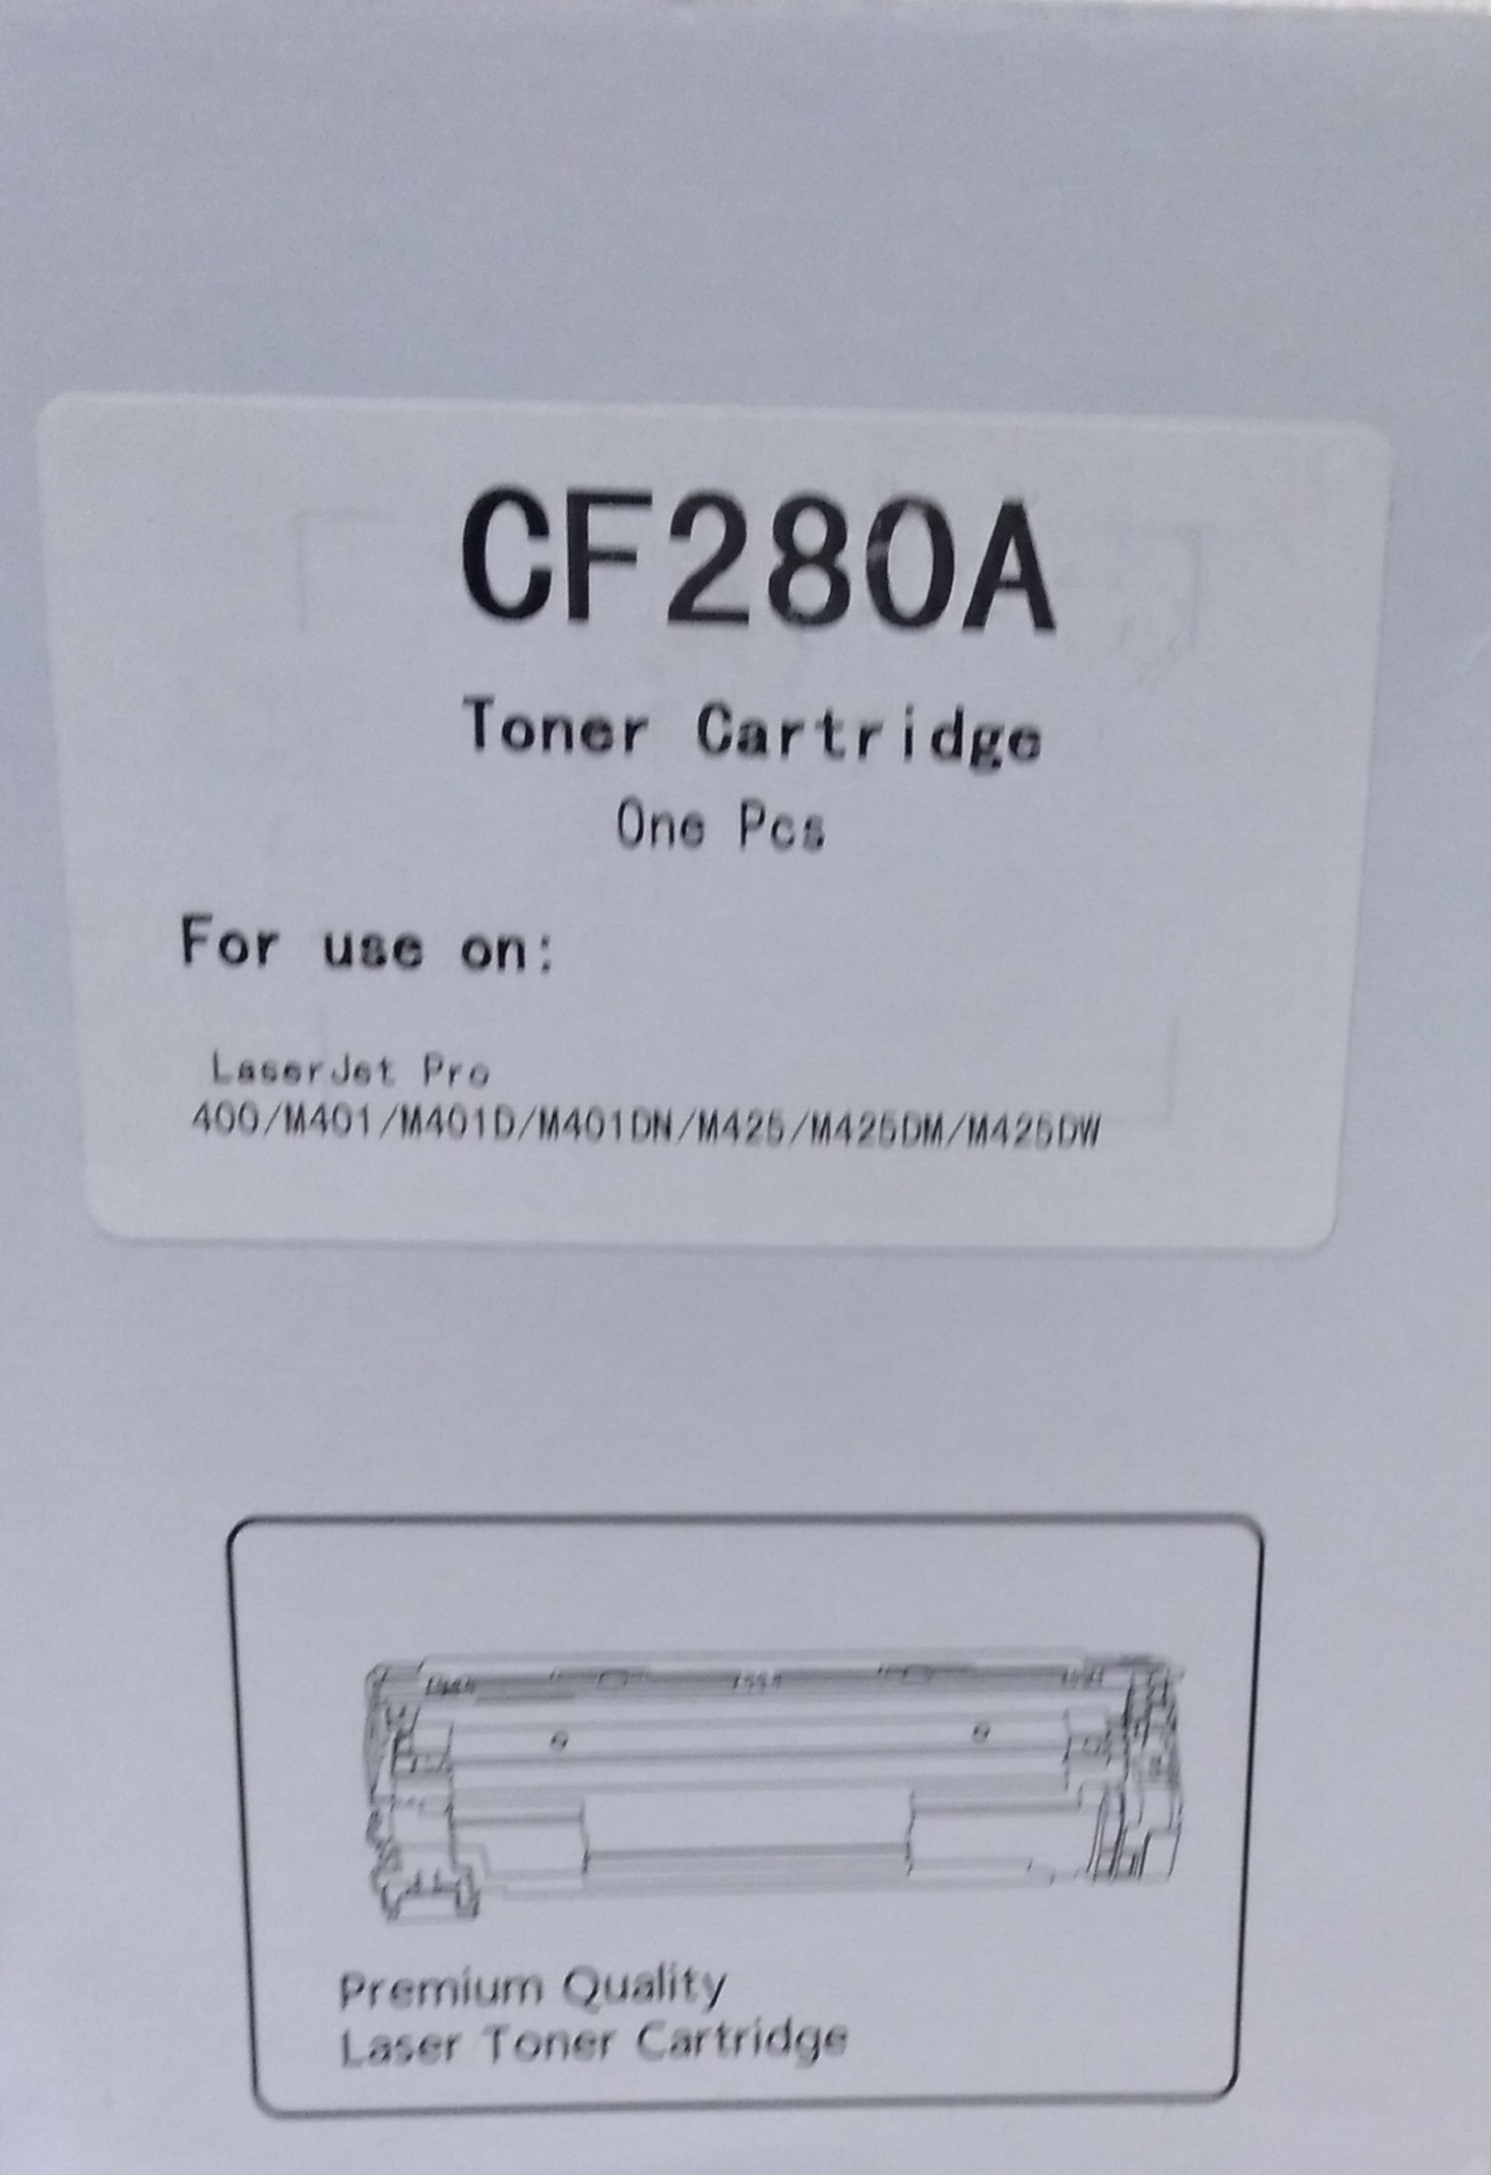 CF280A
Toner Cartridge
One Pcs
For use on:
LaserJet Pro
400/M401/M401D/M401DN/M425/M425DM/M425DW
Premium Quality
Laser Toner Cartridge